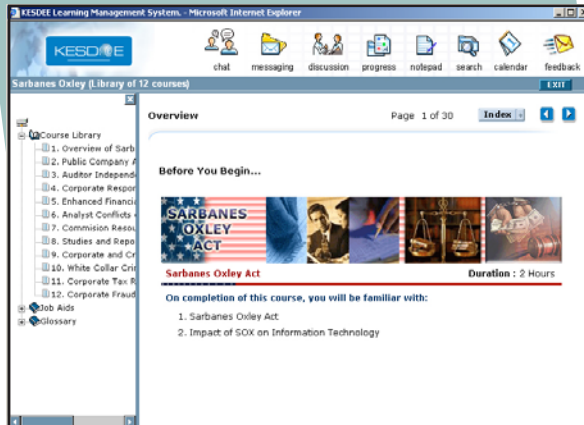 KESDEE Learning Management System. - Microsoft Internet Explorer
KESDEE
chat messaging discussion progress notepad search calendar feedback
Sarbanes Oxley (Library of 12 courses) EXIT
Overview Page 1 of 30 Index
Course Library
1. Overview of Sarb
2. Public Company A
3. Auditor Independ
4. Corporate Respor
5. Enhanced Financia
6. Analyst Conflicts
7. Commision Resou
8. Studies and Repo
9. Corporate and Cr
10. White Collar Crir
11. Corporate Tax R
12. Corporate Fraud
Job Aids
Glossary
Before You Begin...
SARBANES
OXLEY
ACT
Sarbanes Oxley Act Duration : 2 Hours
On completion of this course, you will be familiar with:
1. Sarbanes Oxley Act
2. Impact of SOX on Information Technology